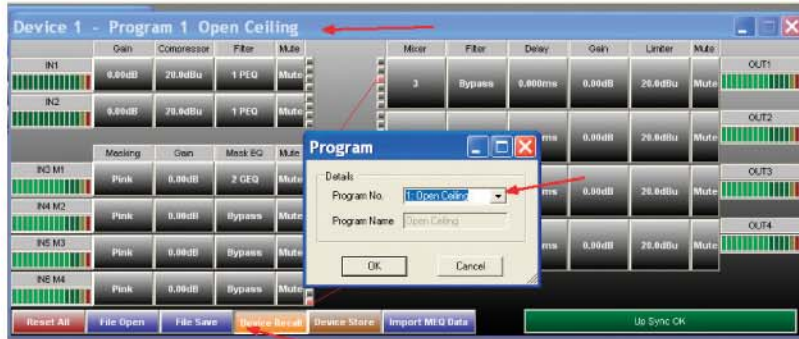 Device 1 - Program 1 Open Ceiling
Gain Compressor Filter Mute Mixer Filter Delay Gain Limiter Mute
IN1 0.00dB 20.0dBu 1 PEQ Mute 3 Bypass 0.000ms 0.00dB 20.0dBu Mute OUT1
IN2 0.00dB 20.0dBu 1 PEQ Mute ms 0.00dB 20.0dBu Mute OUT2
Masking Gain Mask EQ Mute
IN3 M1 Pink 0.00dB 2 GEQ Mute ms 0.00dB 20.0dBu Mute OUT3
IN4 M2 Pink 0.00dB Bypass Mute
IN5 M3 Pink 0.00dB Bypass Mute ms 0.00dB 20.0dBu Mute OUT4
IN6 M4 Pink 0.00dB Bypass Mute
Program
Details
Program No. 1: Open Ceiling
Program Name Open Ceiling
OK Cancel
Reset All File Open File Save Device Recall Device Store Import MEQ Data Up Sync OK